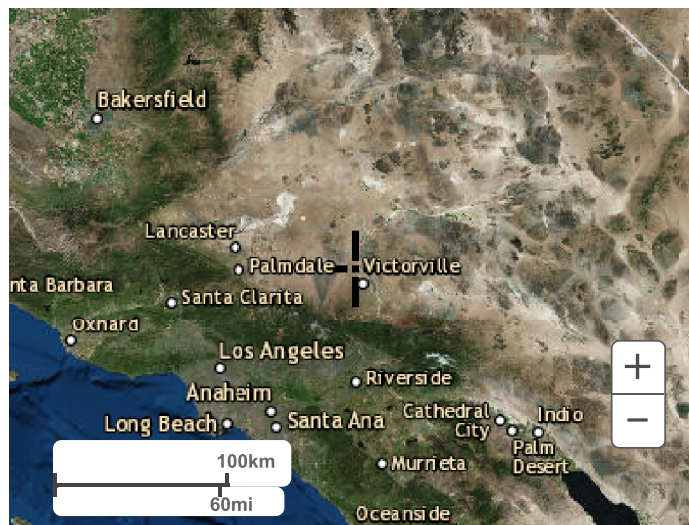 Bakersfield
Lancaster
Palmdale
Victorville
nta Barbara
Santa Clarita
Oxnard
Los Angeles
Riverside
Anaheim
Long Beach
Santa Ana
Cathedral
City
Indio
Palm
Desert
Murrieta
Oceanside
+
−
100km
60mi